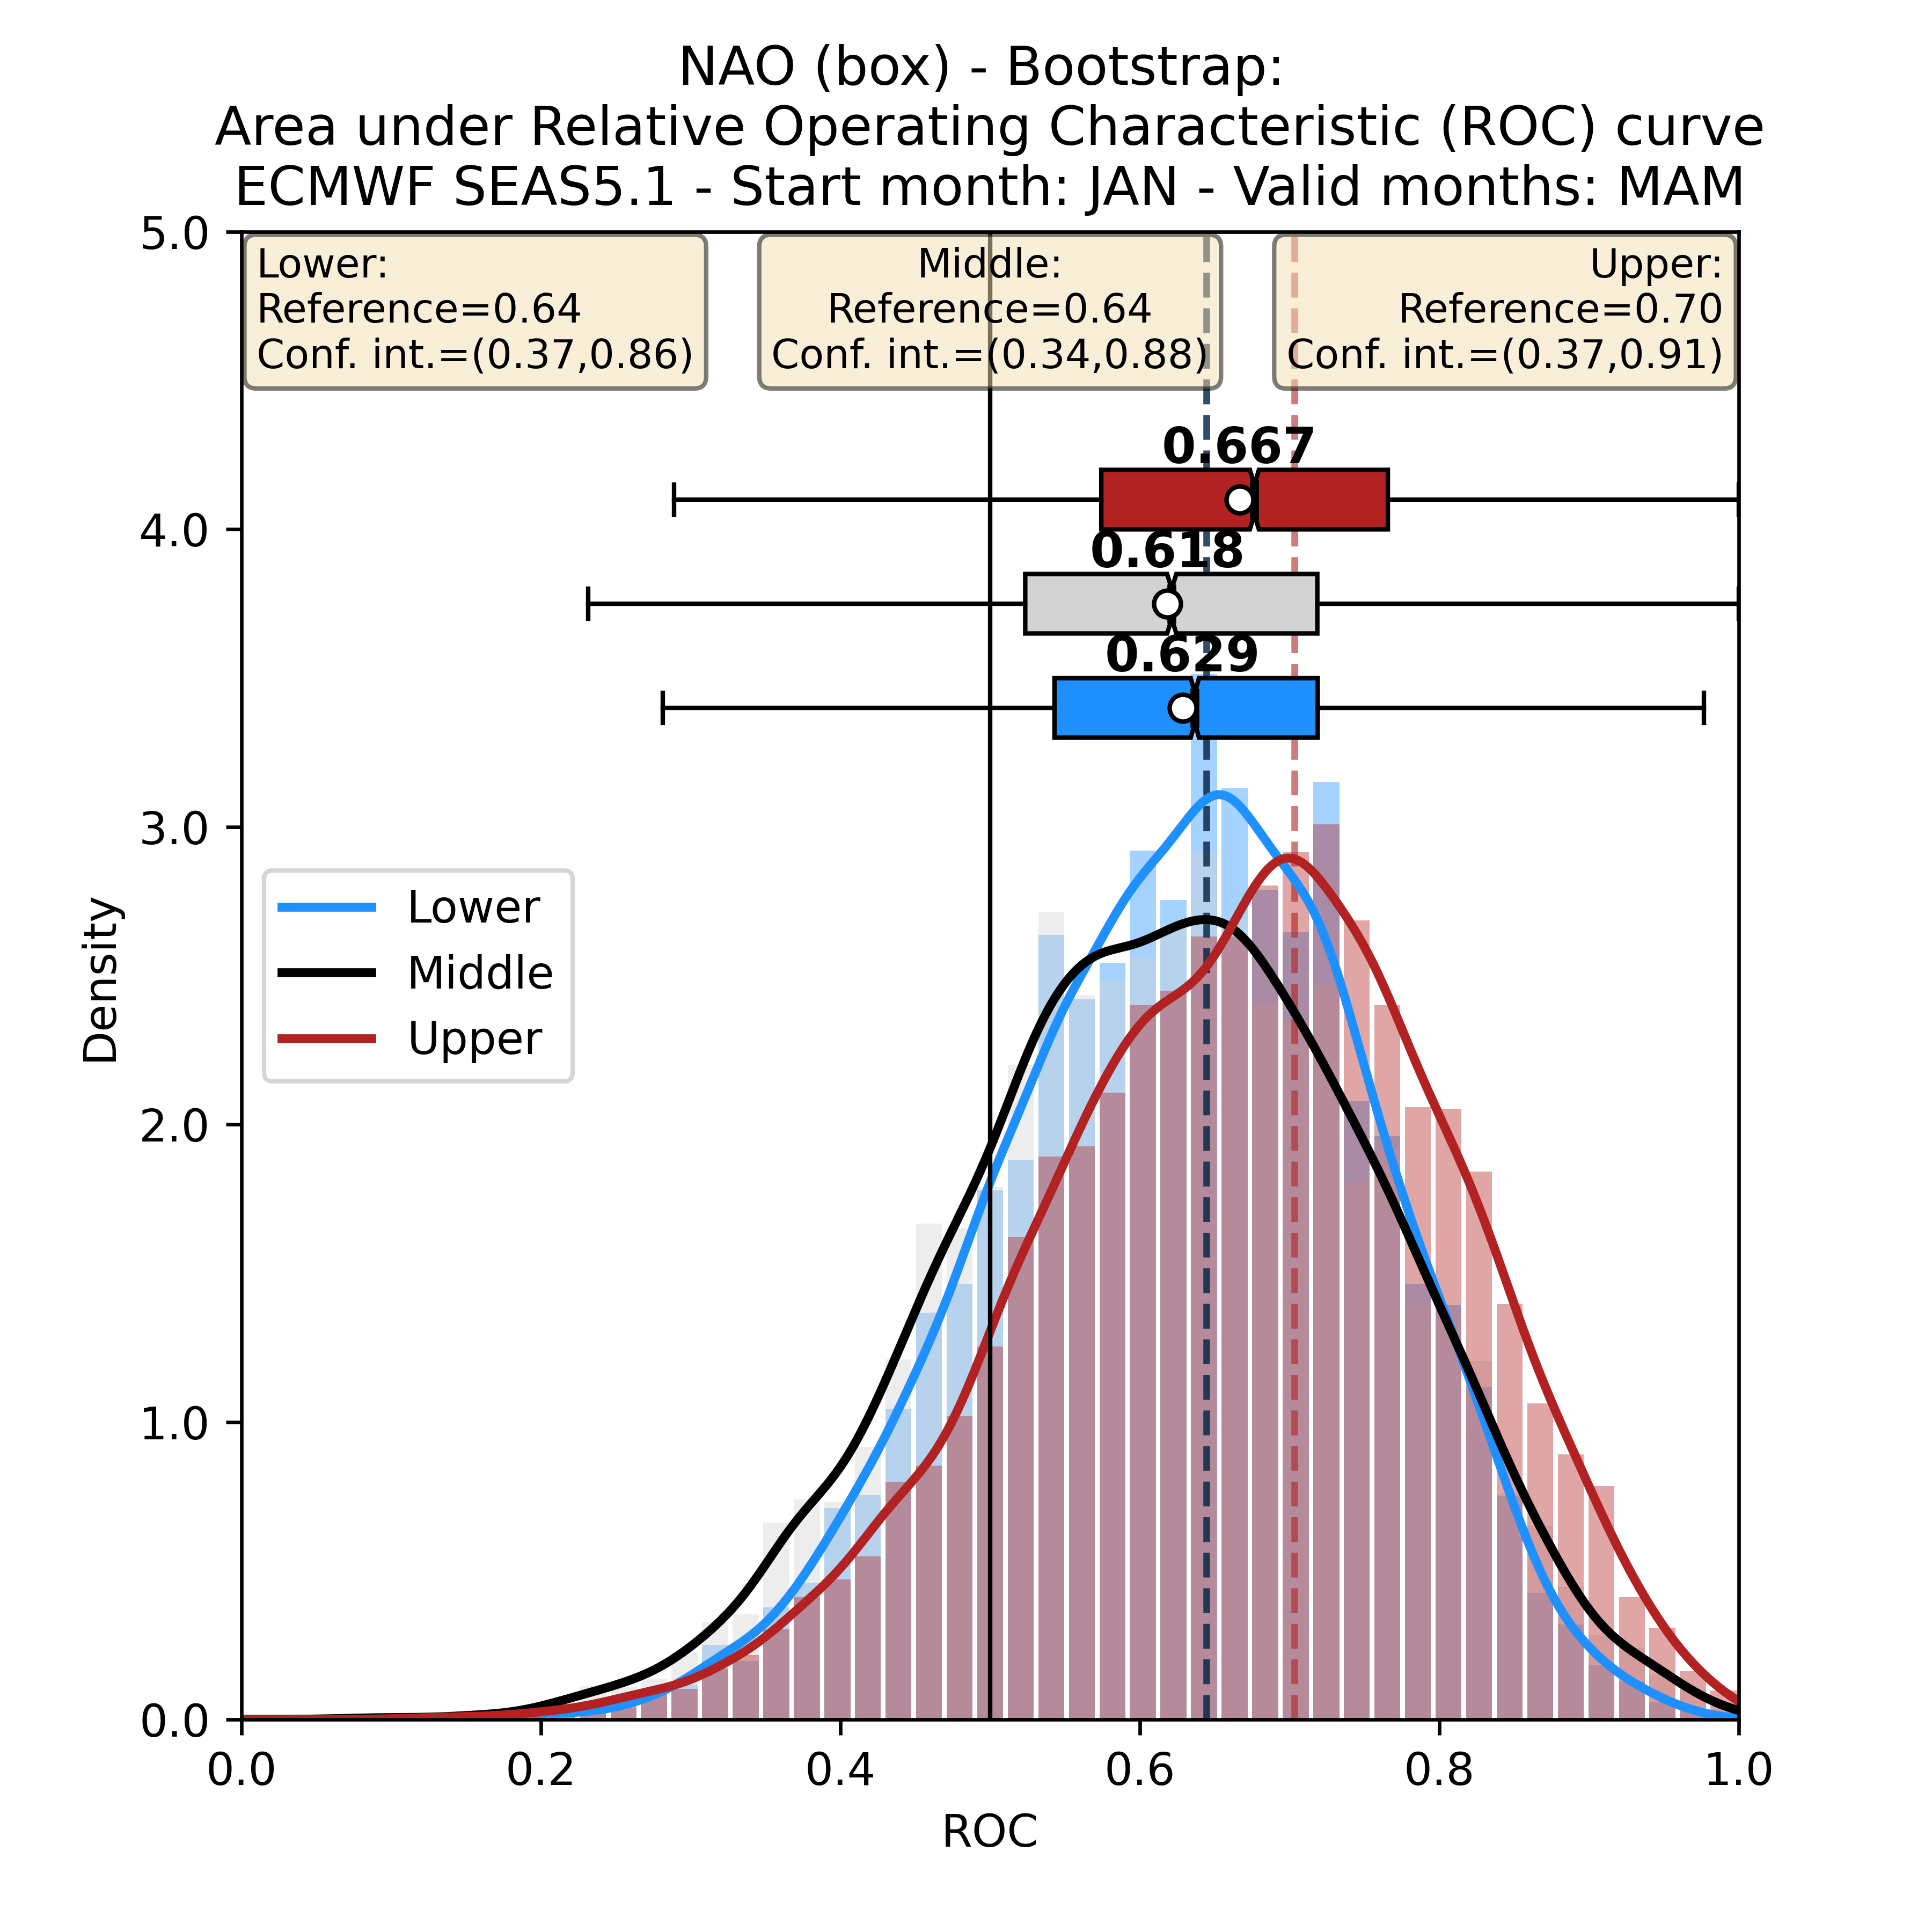 NAO (box) - Bootstrap:
Area under Relative Operating Characteristic (ROC) curve
ECMWF SEAS5.1 - Start month: JAN - Valid months: MAM
5.0
Lower:
Reference=0.64
Conf. int.=(0.37,0.86)
Middle:
Reference=0.64
Conf. int.=(0.34,0.88)
Upper:
Reference=0.70
Conf. int.=(0.37,0.91)
0.667
4.0
0.618
0.629
3.0
Lower
Middle
Upper
Density
2.0
1.0
0.0
0.0 0.2 0.4 0.6 0.8 1.0
ROC